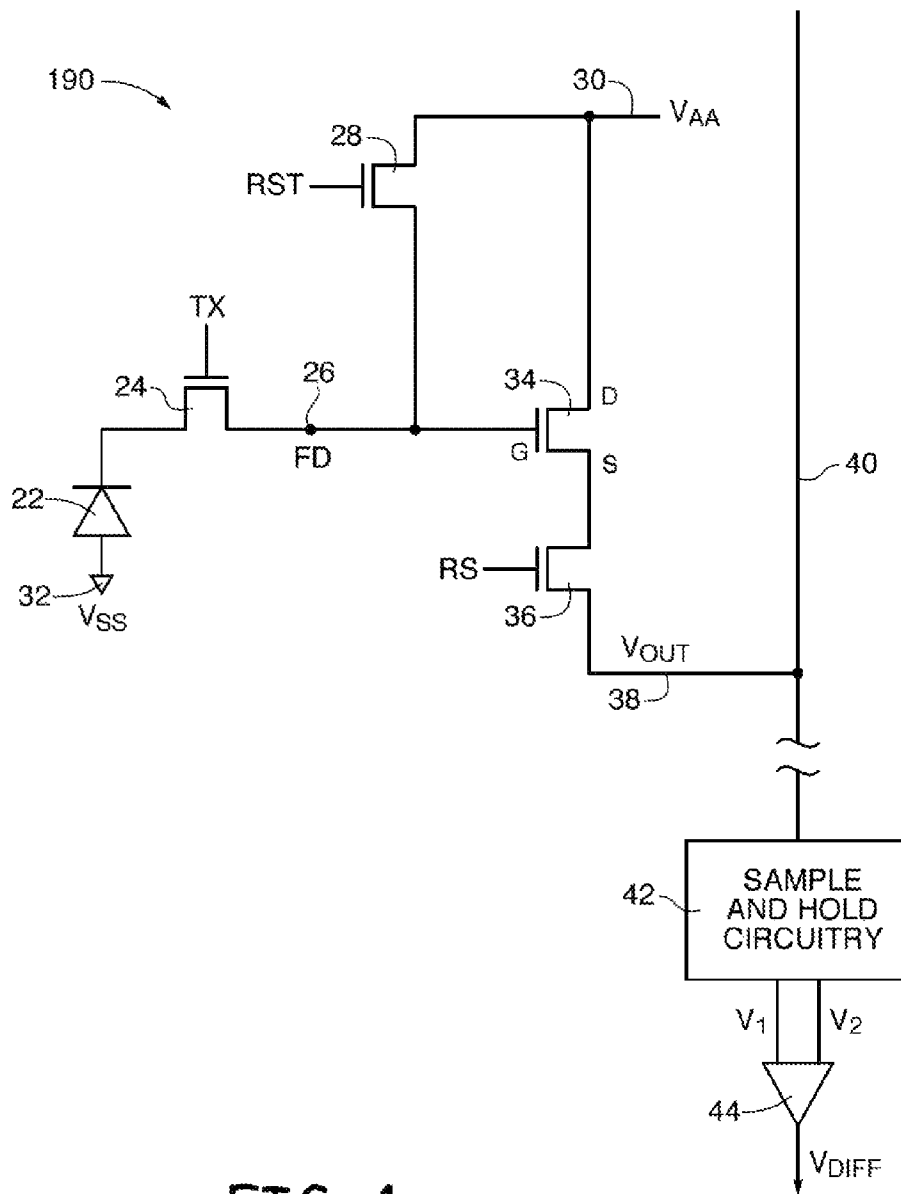 190
30
VAA
28
RST
TX
24
26
FD
34
D
G
S
40
22
32
VSS
RS
36
VOUT
38
42
SAMPLE
AND HOLD
CIRCUITRY
V1
V2
44
VDIFF